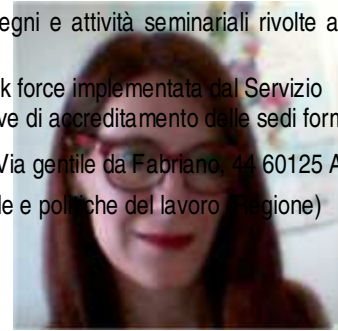 egni e attività seminariali rivolte a
k force implementata dal Servizio
ve di accreditamento delle sedi form
Via gentile da Fabriano, 44 60125 A
le e politiche del lavoro (Regione)